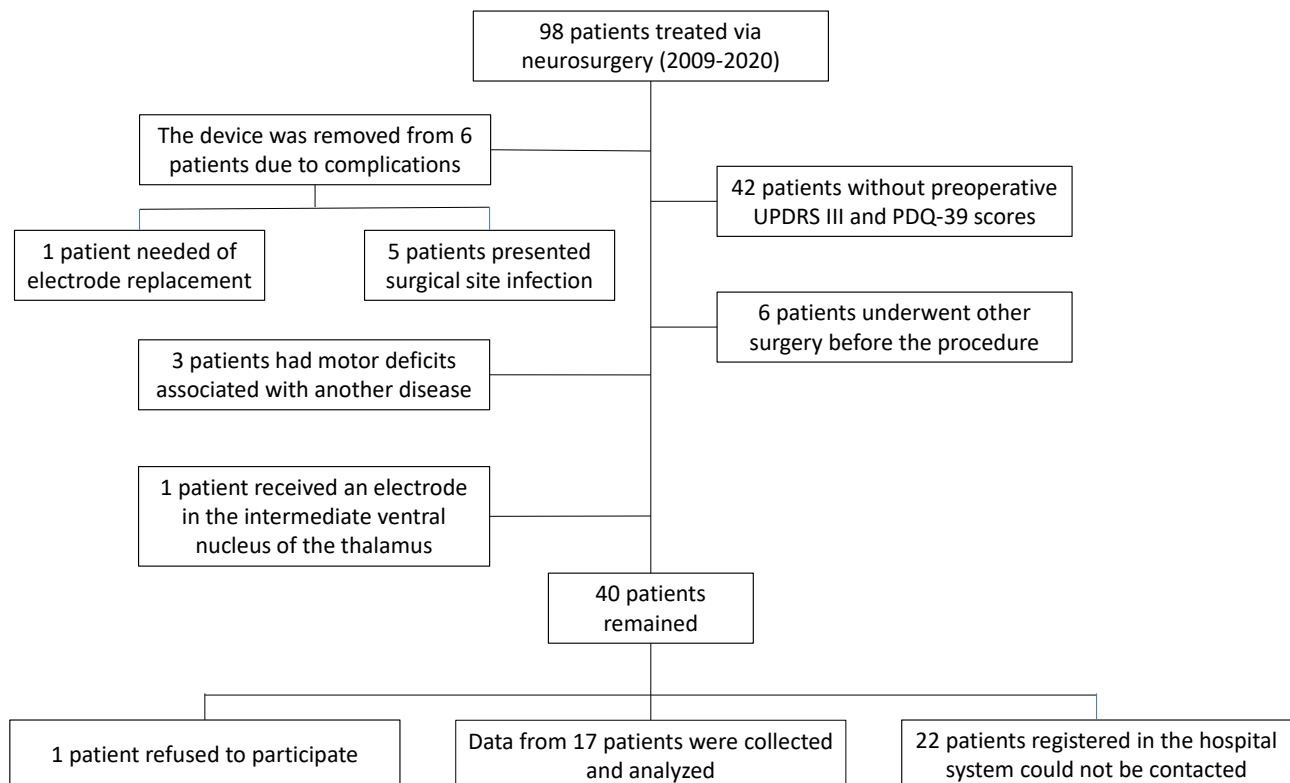 98 patients treated via
neurosurgery (2009-2020)
The device was removed from 6
patients due to complications
42 patients without preoperative
UPDRS III and PDQ-39 scores
1 patient needed of
electrode replacement
5 patients presented
surgical site infection
6 patients underwent other
surgery before the procedure
3 patients had motor deficits
associated with another disease
1 patient received an electrode
in the intermediate ventral
nucleus of the thalamus
40 patients
remained
1 patient refused to participate
Data from 17 patients were collected
and analyzed
22 patients registered in the hospital
system could not be contacted